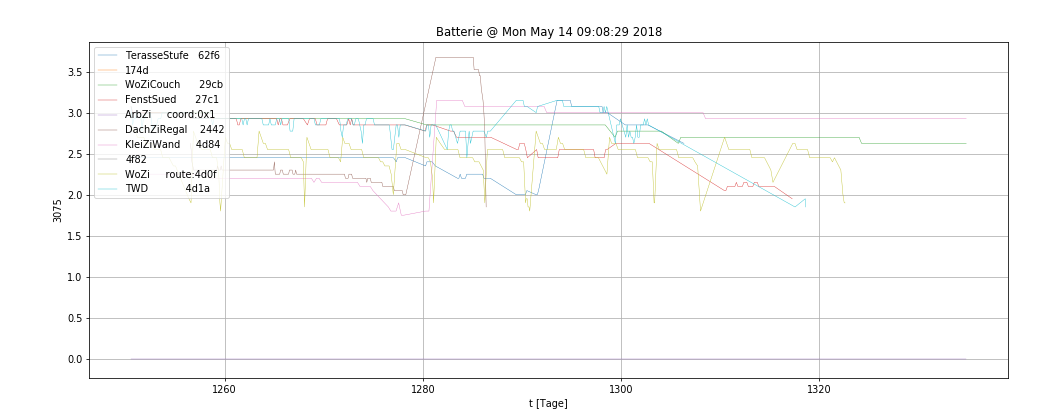 Batterie @ Mon May 14 09:08:29 2018
TerasseStufe 62f6
174d
WoZiCouch 29cb
FenstSued 27c1
ArbZi coord:0x1
DachZiRegal 2442
KleiZiWand 4d84
4f82
WoZi route:4d0f
TWD 4d1a
3.5
3.0
2.5
2.0
1.5
1.0
0.5
0.0
3075
1260 1280 1300 1320
t [Tage]